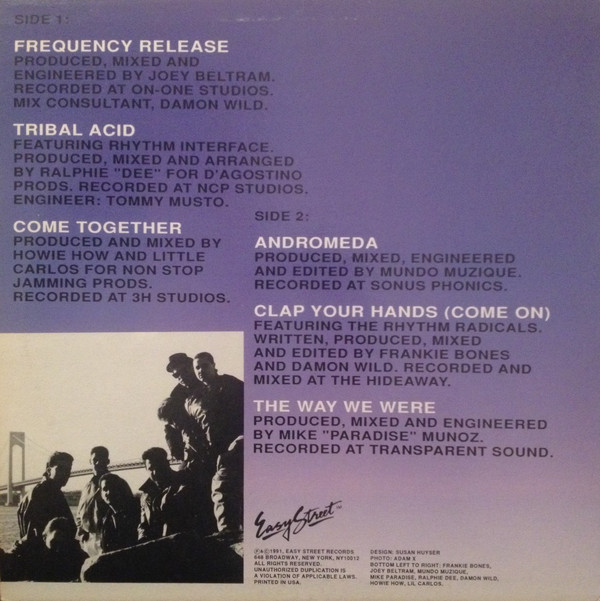 SIDE 1:
FREQUENCY RELEASE
PRODUCED, MIXED AND
ENGINEERED BY JOEY BELTRAM.
RECORDED AT ON-ONE STUDIOS.
MIX CONSULTANT, DAMON WILD.
TRIBAL ACID
FEATURING RHYTHM INTERFACE.
PRODUCED, MIXED AND ARRANGED
BY RALPHIE "DEE" FOR D'AGOSTINO
PRODS. RECORDED AT NCP STUDIOS.
ENGINEER: TOMMY MUSTO.
COME TOGETHER
PRODUCED AND MIXED BY
HOWIE HOW AND LITTLE
CARLOS FOR NON STOP
JAMMING PRODS.
RECORDED AT 3H STUDIOS.
SIDE 2:
ANDROMEDA
PRODUCED, MIXED, ENGINEERED
AND EDITED BY MUNDO MUZIQUE.
RECORDED AT SONUS PHONICS.
CLAP YOUR HANDS (COME ON)
FEATURING THE RHYTHM RADICALS.
WRITTEN, PRODUCED, MIXED
AND EDITED BY FRANKIE BONES
AND DAMON WILD. RECORDED AND
MIXED AT THE HIDEAWAY.
THE WAY WE WERE
PRODUCED, MIXED AND ENGINEERED
BY MIKE "PARADISE" MUNOZ.
RECORDED AT TRANSPARENT SOUND.
Easy Street™
℗&©1991, EASY STREET RECORDS
648 BROADWAY, NEW YORK, NY10012
ALL RIGHTS RESERVED.
UNAUTHORIZED DUPLICATION IS
A VIOLATION OF APPLICABLE LAWS.
PRINTED IN USA.
DESIGN: SUSAN HUYSER
PHOTO: ADAM X
BOTTOM LEFT TO RIGHT: FRANKIE BONES,
JOEY BELTRAM, MUNDO MUZIQUE,
MIKE PARADISE, RALPHIE DEE, DAMON WILD,
HOWIE HOW, LIL CARLOS,